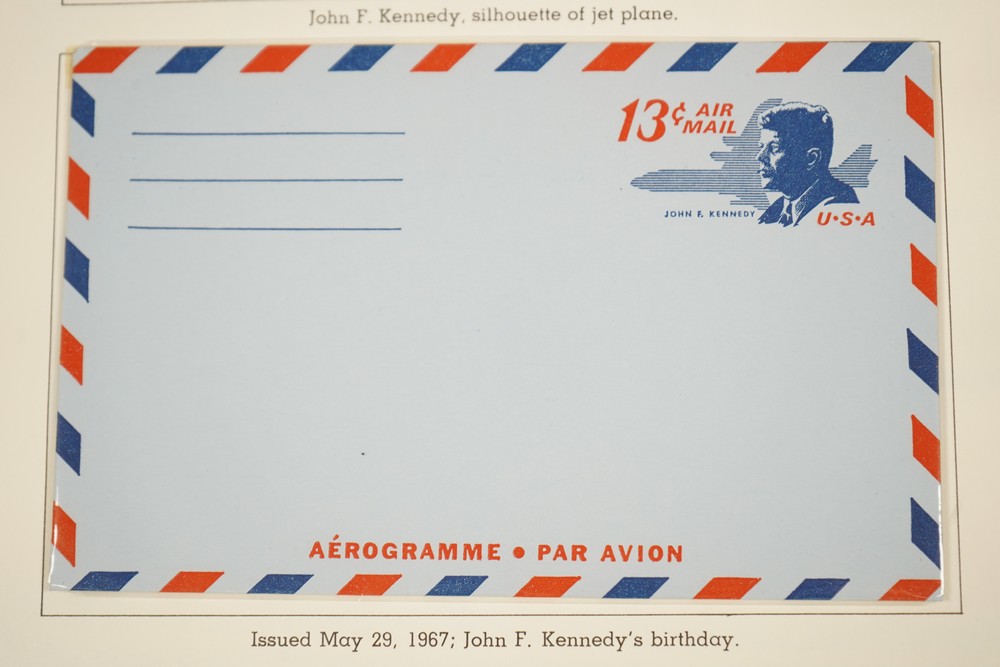 John F. Kennedy, silhouette of jet plane.
13¢ AIR
MAIL
JOHN F. KENNEDY
U•S•A
AÉROGRAMME • PAR AVION
Issued May 29, 1967; John F. Kennedy's birthday.